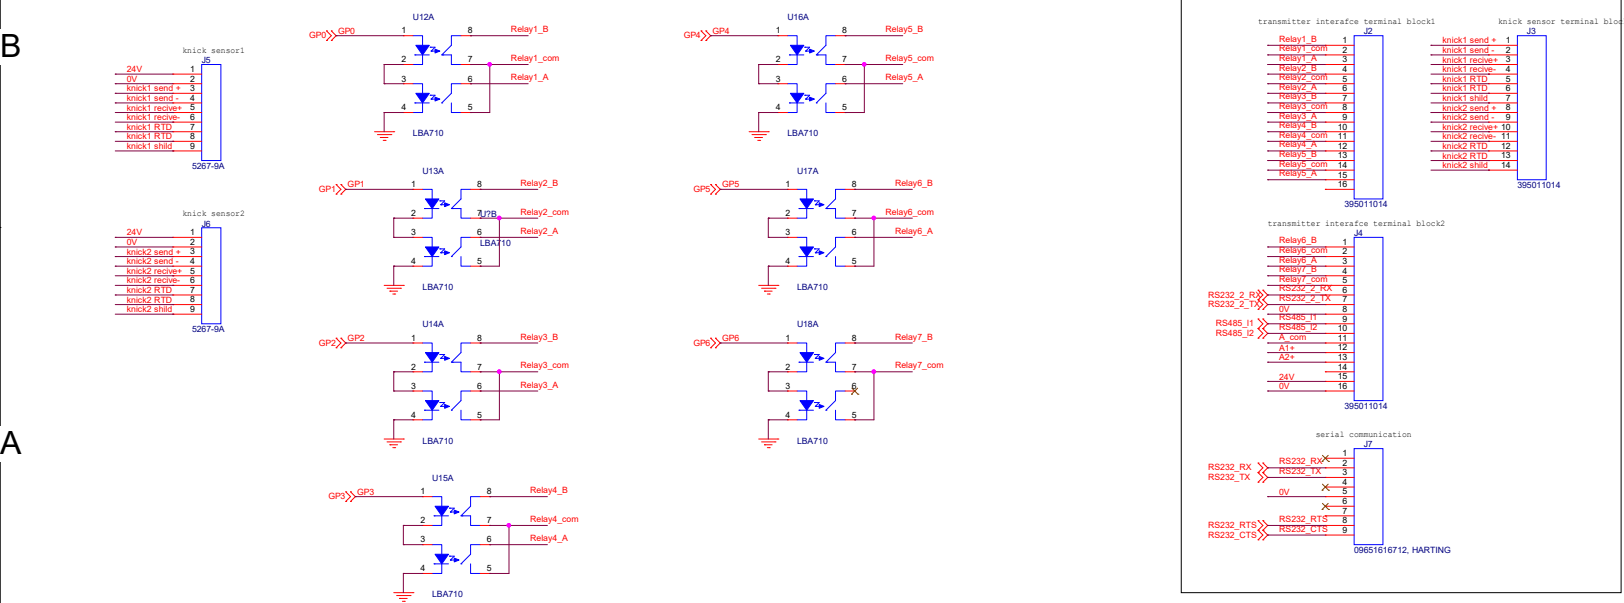 B
A
knick sensor1
J5
24V 1
0V 2
knick1 send + 3
knick1 send - 4
knick1 recive+ 5
knick1 recive- 6
knick1 RTD 7
knick1 RTD 8
knick1 shild 9
5267-9A
knick sensor2
J6
24V 1
0V 2
knick2 send + 3
knick2 send - 4
knick2 recive+ 5
knick2 recive- 6
knick2 RTD 7
knick2 RTD 8
knick2 shild 9
5267-9A
U12A
GP0 GP0 1 8 Relay1_B
2 7 Relay1_com
3 6 Relay1_A
4 5
LBA710
U13A
GP1 GP1 1 8 Relay2_B
2 7 U?B Relay2_com
3 6 Relay2_A
LBA710
4 5
LBA710
U14A
GP2 GP2 1 8 Relay3_B
2 7 Relay3_com
3 6 Relay3_A
4 5
LBA710
U15A
GP3 GP3 1 8 Relay4_B
2 7 Relay4_com
3 6 Relay4_A
4 5
LBA710
U16A
GP4 GP4 1 8 Relay5_B
2 7 Relay5_com
3 6 Relay5_A
4 5
LBA710
U17A
GP5 GP5 1 8 Relay6_B
2 7 Relay6_com
3 6 Relay6_A
4 5
LBA710
U18A
GP6 GP6 1 8 Relay7_B
2 7 Relay7_com
3 6
4 5
LBA710
transmitter interafce terminal block1
J2
Relay1_B 1
Relay1_com 2
Relay1_A 3
Relay2_B 4
Relay2_com 5
Relay2_A 6
Relay3_B 7
Relay3_com 8
Relay3_A 9
Relay4_B 10
Relay4_com 11
Relay4_A 12
Relay5_B 13
Relay5_com 14
Relay5_A 15
16
395011014
knick sensor terminal bloc
J3
knick1 send + 1
knick1 send - 2
knick1 recive+ 3
knick1 recive- 4
knick1 RTD 5
knick1 RTD 6
knick1 shild 7
knick2 send + 8
knick2 send - 9
knick2 recive+ 10
knick2 recive- 11
knick2 RTD 12
knick2 RTD 13
knick2 shild 14
395011014
transmitter interafce terminal block2
J4
Relay6_B 1
Relay6_com 2
Relay6_A 3
Relay7_B 4
Relay7_com 5
RS232_2_RX RS232_2_RX 6
RS232_2_TX RS232_2_TX 7
0V 8
RS485_I1 RS485_I1 9
RS485_I2 RS485_I2 10
A_com 11
A1+ 12
A2+ 13
14
24V 15
0V 16
395011014
serial communication
J7
1
RS232_RX RS232_RX 2
RS232_TX RS232_TX 3
4
0V 5
6
7
RS232_RTS RS232_RTS 8
RS232_CTS RS232_CTS 9
09651616712, HARTING